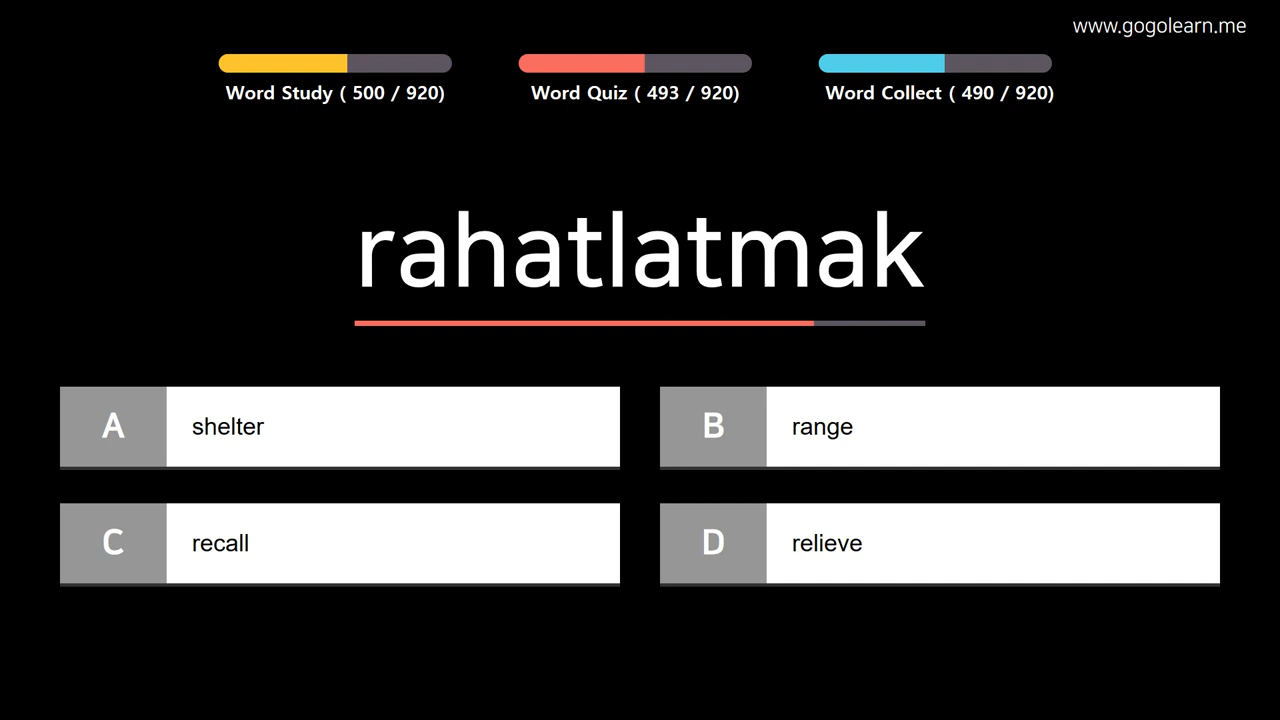 www.gogolearn.me
Word Study ( 500 / 920)
Word Quiz ( 493 / 920)
Word Collect ( 490 / 920)
rahatlatmak
A shelter
B range
C recall
D relieve